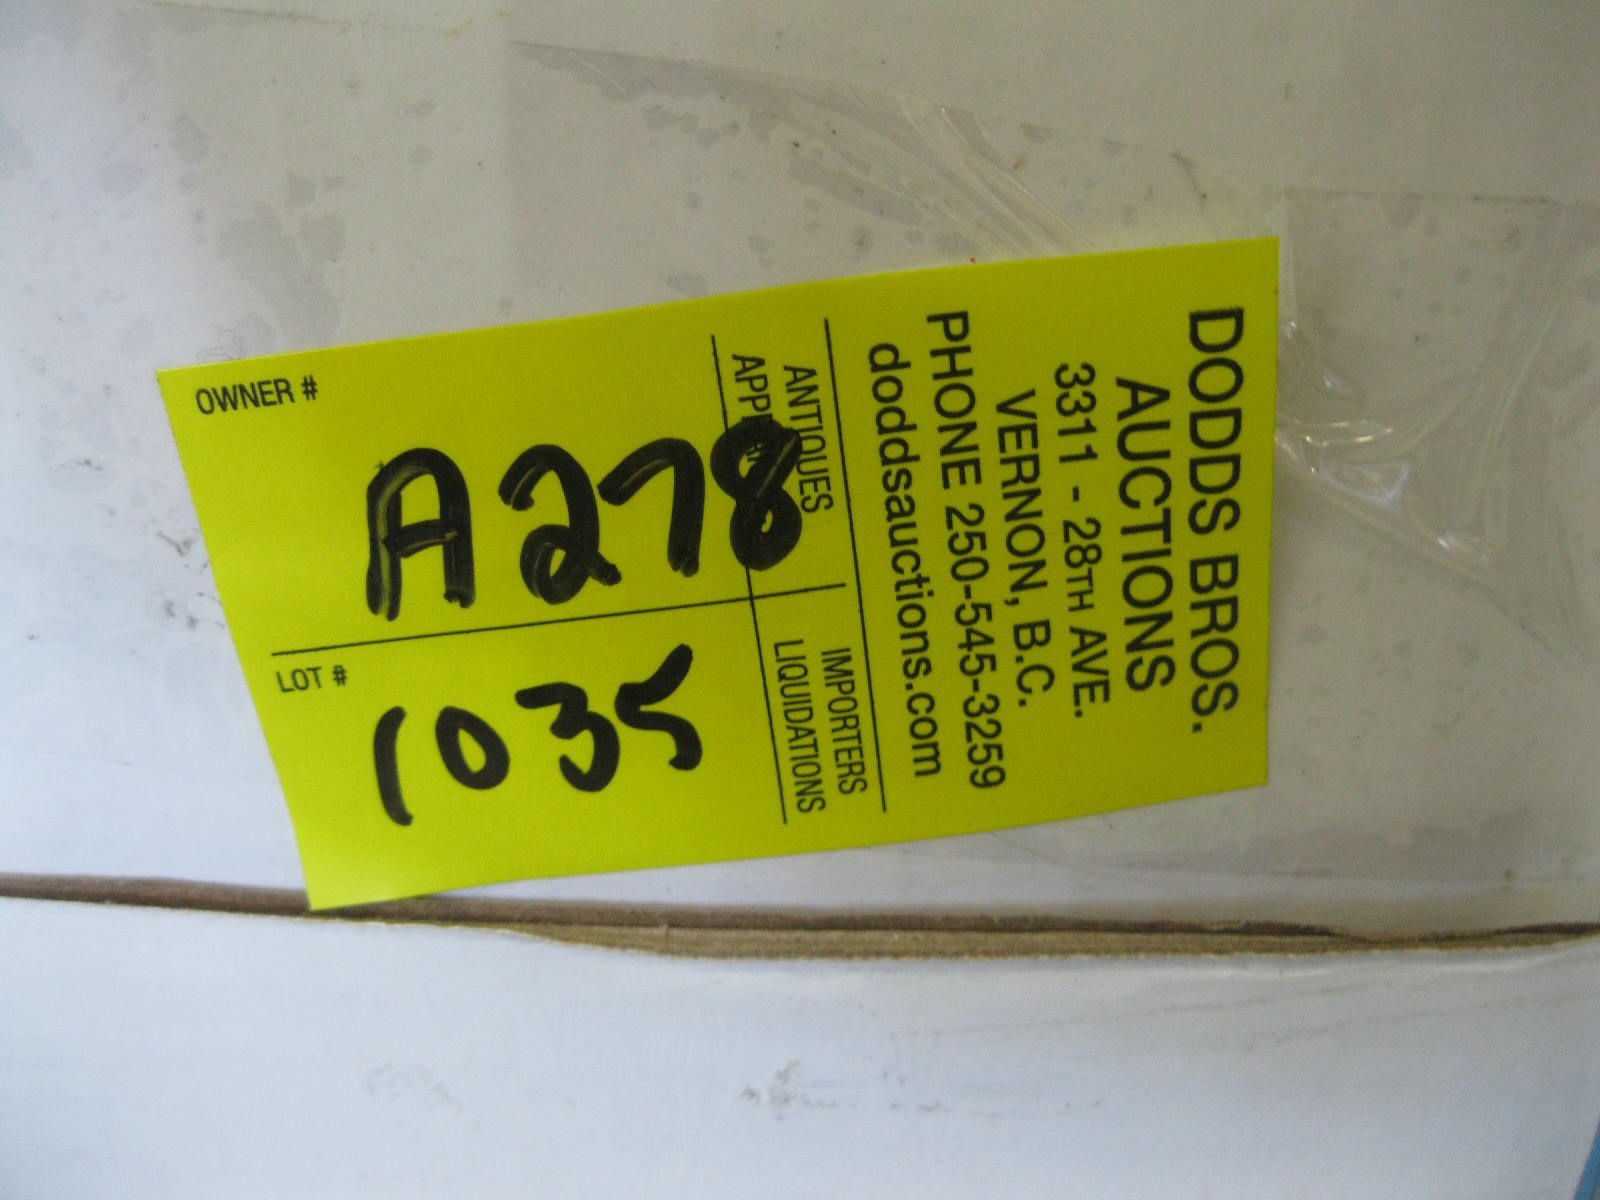 DODDS BROS.
AUCTIONS
3311 - 28TH AVE.
VERNON, B.C.
PHONE 250-545-3259
doddsauctions.com
ANTIQUES IMPORTERS
LIQUIDATIONS
OWNER #
A278
LOT #
1035